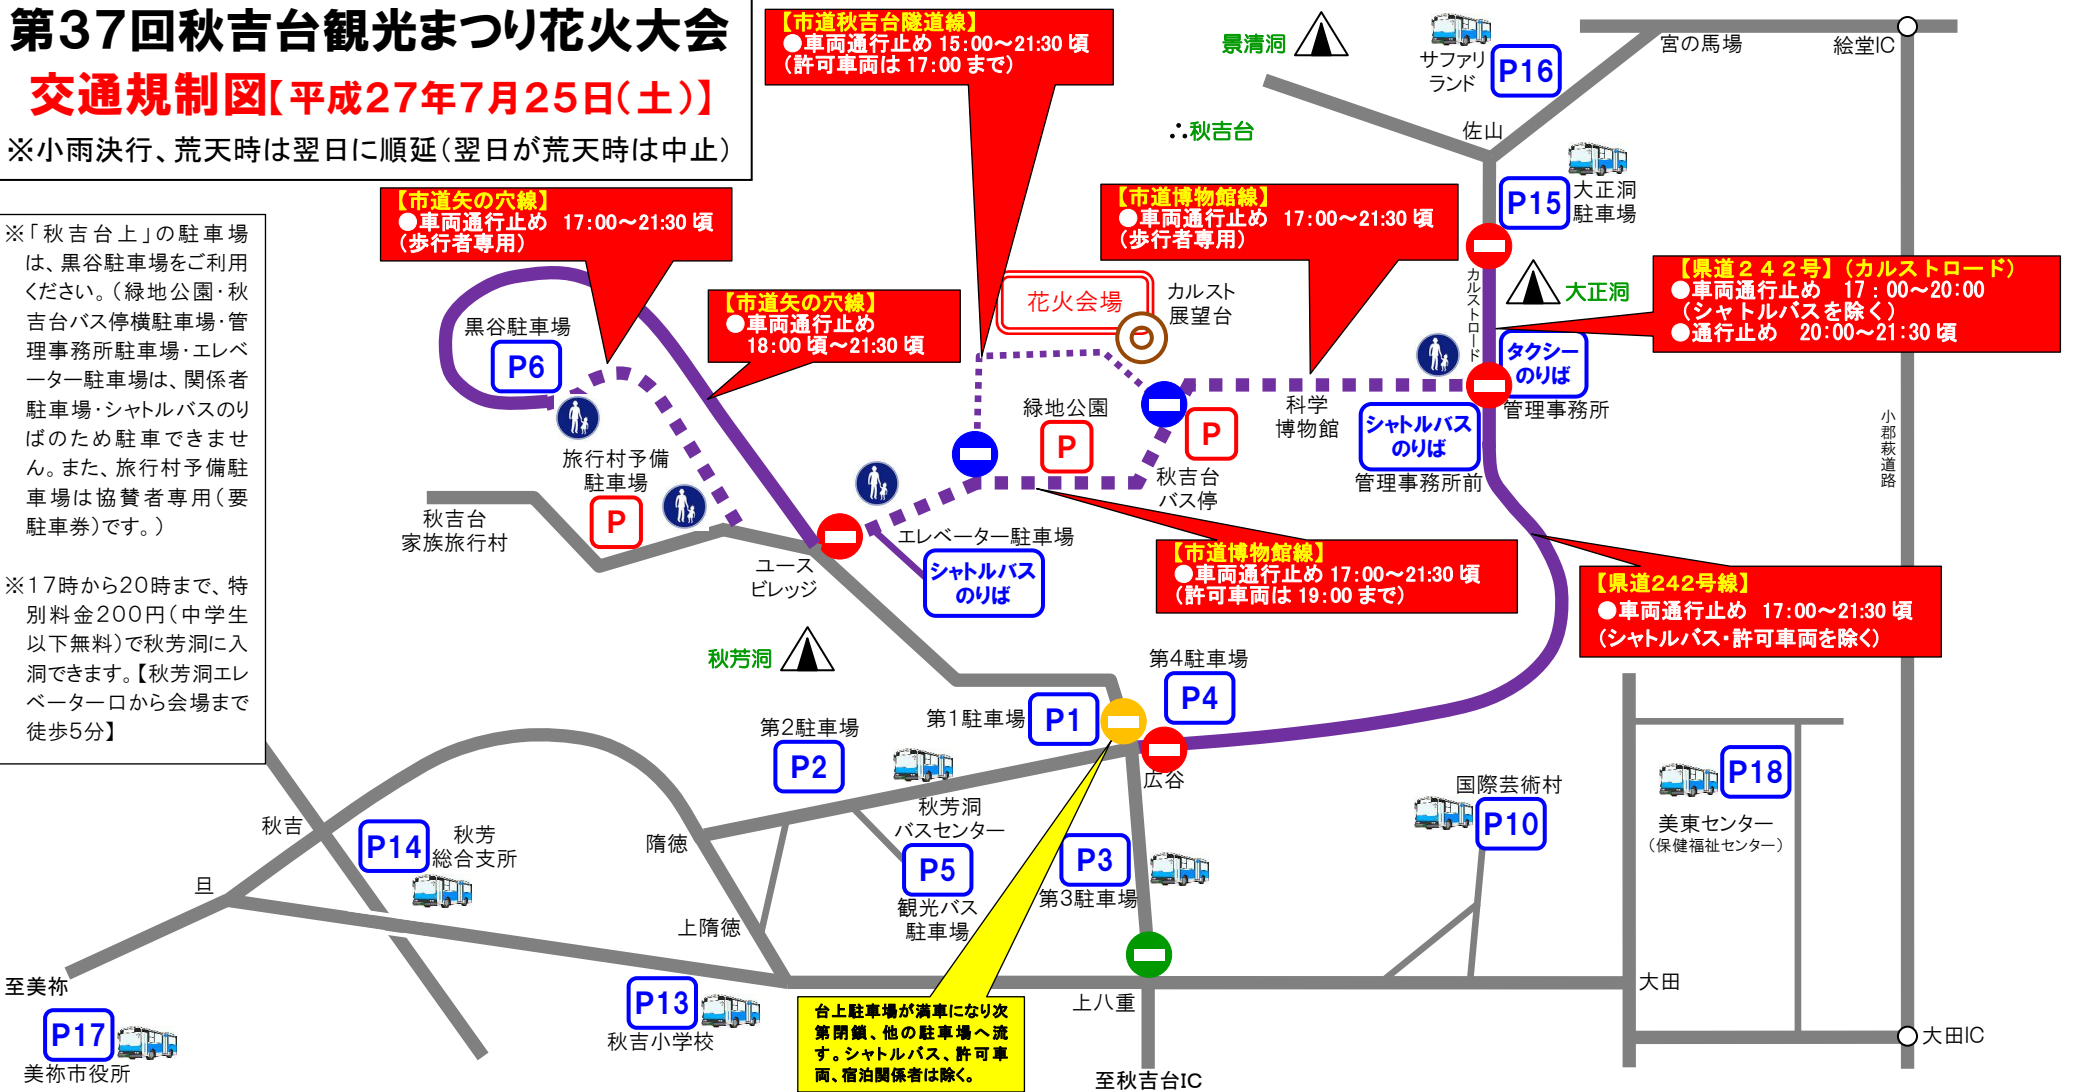 第37回秋吉台観光まつり花火大会
交通規制図【平成27年7月25日(土)】
※小雨決行、荒天時は翌日に順延(翌日が荒天時は中止)
※「秋吉台上」の駐車場
は、黒谷駐車場をご利用
ください。(緑地公園・秋
吉台バス停横駐車場・管
理事務所駐車場・エレベ
ーター駐車場は、関係者
駐車場・シャトルバスのり
ばのため駐車できませ
ん。また、旅行村予備駐
車場は協賛者専用(要
駐車券)です。)
※17時から20時まで、特
別料金200円(中学生
以下無料)で秋芳洞に入
洞できます。【秋芳洞エレ
ベーター口から会場まで
徒歩5分】
【市道秋吉台隧道線】
●車両通行止め 15:00～21:30 頃
(許可車両は 17:00 まで)
【市道矢の穴線】
●車両通行止め 17:00～21:30 頃
(歩行者専用)
【市道矢の穴線】
●車両通行止め
18:00 頃～21:30 頃
【市道博物館線】
●車両通行止め 17:00～21:30 頃
(歩行者専用)
【県道242号】(カルストロード)
●車両通行止め 17:00～20:00
(シャトルバスを除く)
●通行止め 20:00～21:30 頃
【市道博物館線】
●車両通行止め 17:00～21:30 頃
(許可車両は 19:00 まで)
【県道242号線】
●車両通行止め 17:00～21:30 頃
(シャトルバス・許可車両を除く)
景清洞
サファリ
ランド
P16
宮の馬場
絵堂IC
∴秋吉台
佐山
P15
大正洞
駐車場
カルストロード
大正洞
花火会場
カルスト
展望台
黒谷駐車場
P6
タクシー
のりば
管理事務所
科学
博物館
シャトルバス
のりば
管理事務所前
緑地公園
P
P
秋吉台
バス停
小郡萩道路
旅行村予備
駐車場
P
秋吉台
家族旅行村
ユース
ビレッジ
エレベーター駐車場
シャトルバス
のりば
秋芳洞
第4駐車場
P4
第1駐車場
P1
第2駐車場
P2
広谷
秋芳洞
バスセンター
P5
観光バス
駐車場
P3
第3駐車場
国際芸術村
P10
P18
美東センター
(保健福祉センター)
秋吉
P14
秋芳
総合支所
隋徳
旦
上隋徳
至美祢
P17
美祢市役所
P13
秋吉小学校
台上駐車場が満車になり次
第閉鎖、他の駐車場へ流
す。シャトルバス、許可車
両、宿泊関係者は除く。
上八重
至秋吉台IC
大田
大田IC